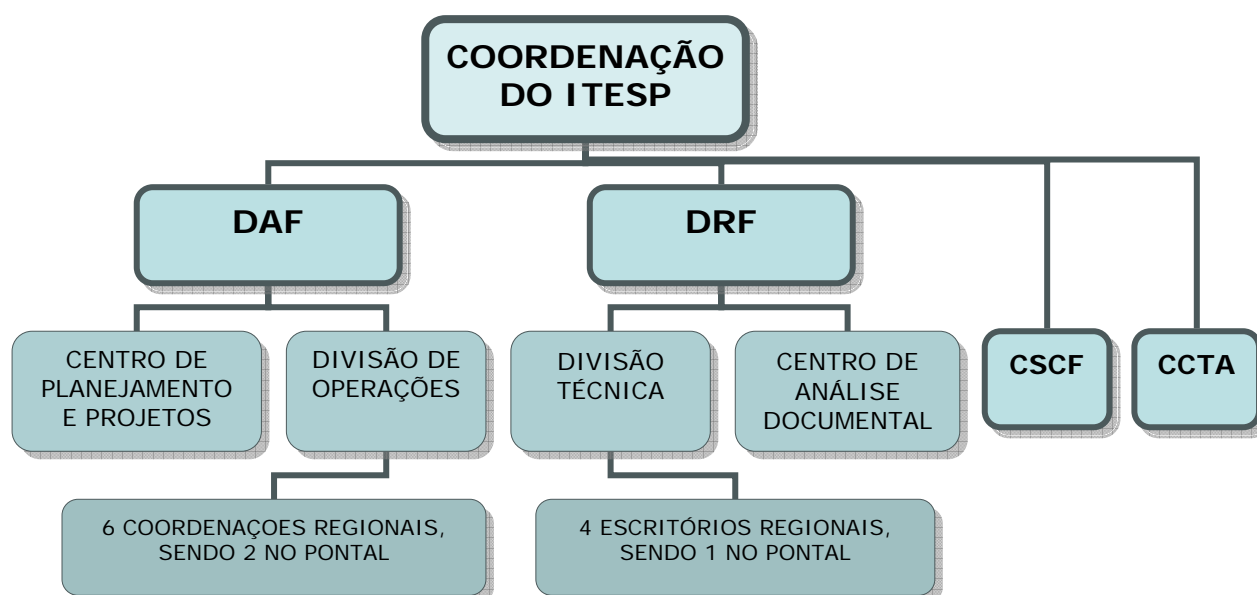 COORDENAÇÃO
DO ITESP
DAF
DRF
CENTRO DE
PLANEJAMENTO
E PROJETOS
DIVISÃO DE
OPERAÇÕES
DIVISÃO
TÉCNICA
CENTRO DE
ANÁLISE
DOCUMENTAL
CSCF
CCTA
6 COORDENAÇOES REGIONAIS,
SENDO 2 NO PONTAL
4 ESCRITÓRIOS REGIONAIS,
SENDO 1 NO PONTAL